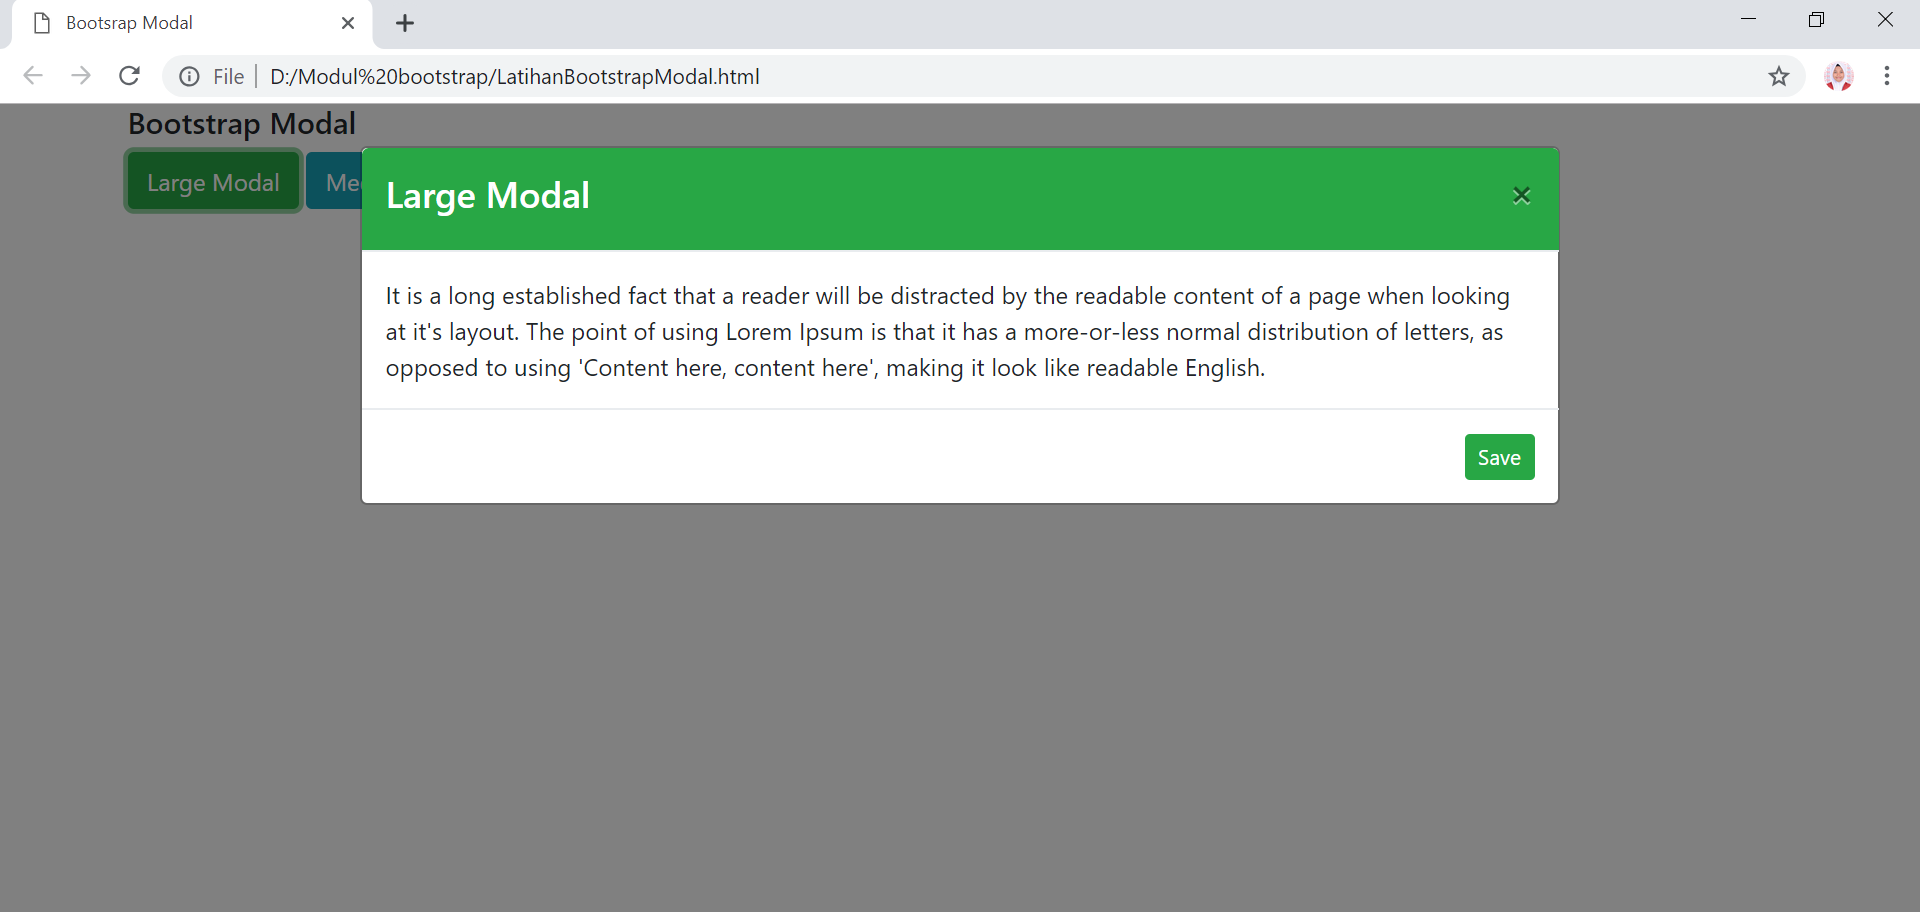 Bootsrap Modal
File
D:/Modul%20bootstrap/LatihanBootstrapModal.html
Bootstrap Modal
Large Modal
Large Modal
It is a long established fact that a reader will be distracted by the readable content of a page when looking
at it's layout. The point of using Lorem Ipsum is that it has a more-or-less normal distribution of letters, as
opposed to using 'Content here, content here', making it look like readable English.
Save